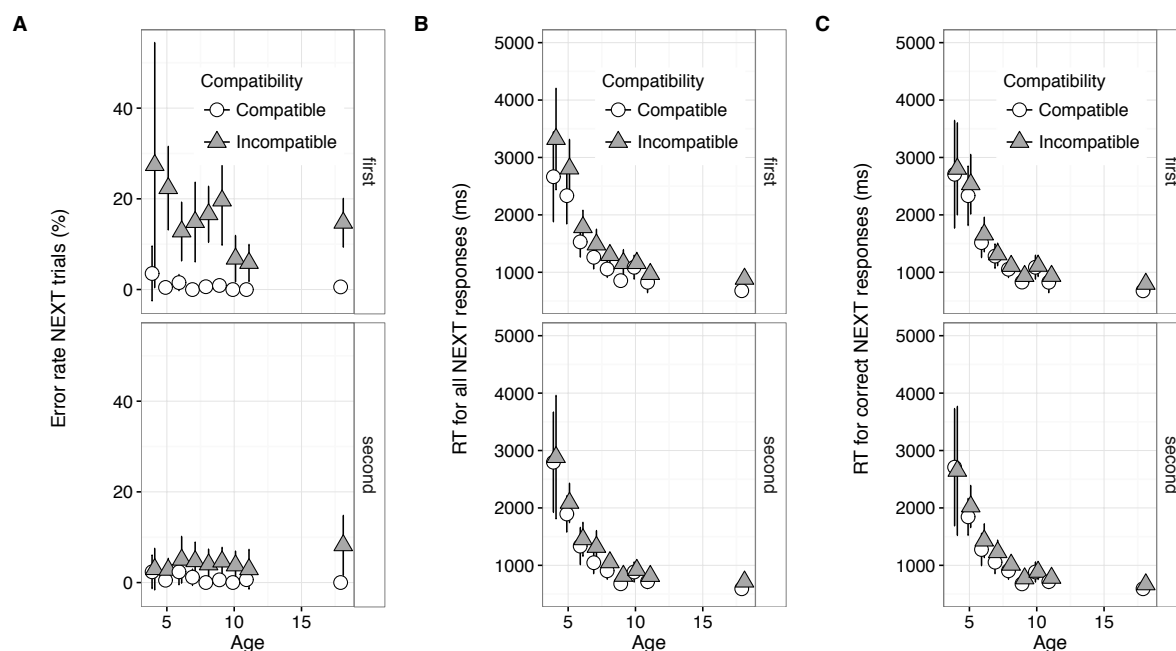 A
Error rate NEXT trials (%)
40
20
0
Compatibility
Compatible
Incompatible
first
40
20
0
second
5
10
15
Age
B
RT for all NEXT responses (ms)
5000
4000
3000
2000
1000
Compatibility
Compatible
Incompatible
first
5000
4000
3000
2000
1000
second
5
10
15
Age
C
RT for correct NEXT responses (ms)
5000
4000
3000
2000
1000
Compatibility
Compatible
Incompatible
first
5000
4000
3000
2000
1000
second
5
10
15
Age